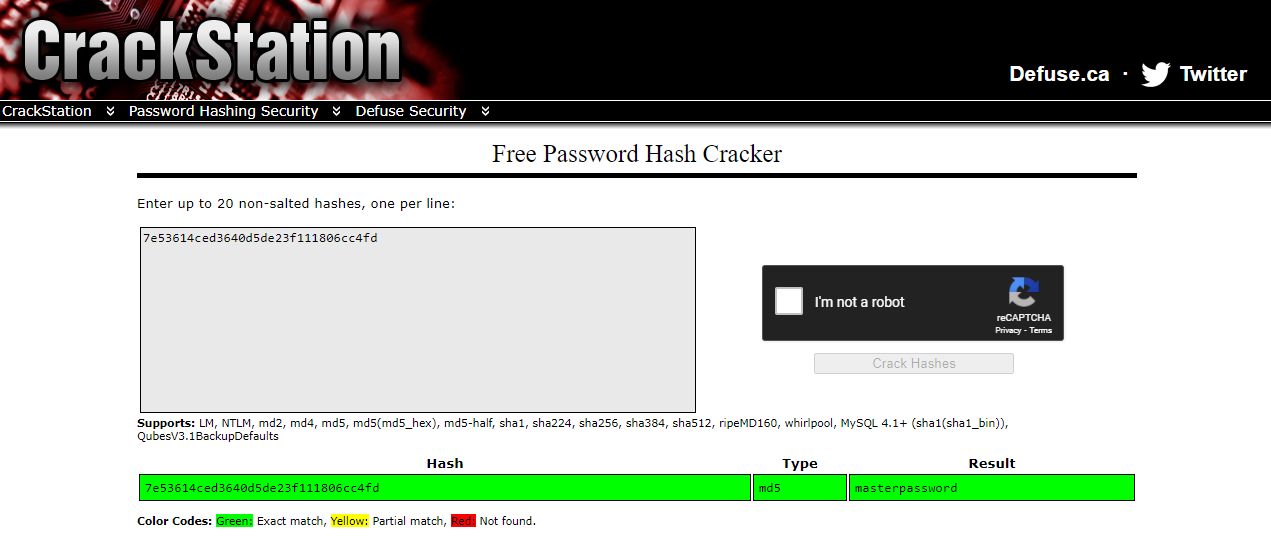 CrackStation
Defuse.ca · Twitter
CrackStation Password Hashing Security Defuse Security
Free Password Hash Cracker
Enter up to 20 non-salted hashes, one per line:
7e53614ced3640d5de23f111806cc4fd
I'm not a robot
reCAPTCHA
Privacy - Terms
Crack Hashes
Supports: LM, NTLM, md2, md4, md5, md5(md5_hex), md5-half, sha1, sha224, sha256, sha384, sha512, ripeMD160, whirlpool, MySQL 4.1+ (sha1(sha1_bin)),
QubesV3.1BackupDefaults
Hash Type Result
7e53614ced3640d5de23f111806cc4fd md5 masterpassword
Color Codes: Green: Exact match, Yellow: Partial match, Red: Not found.